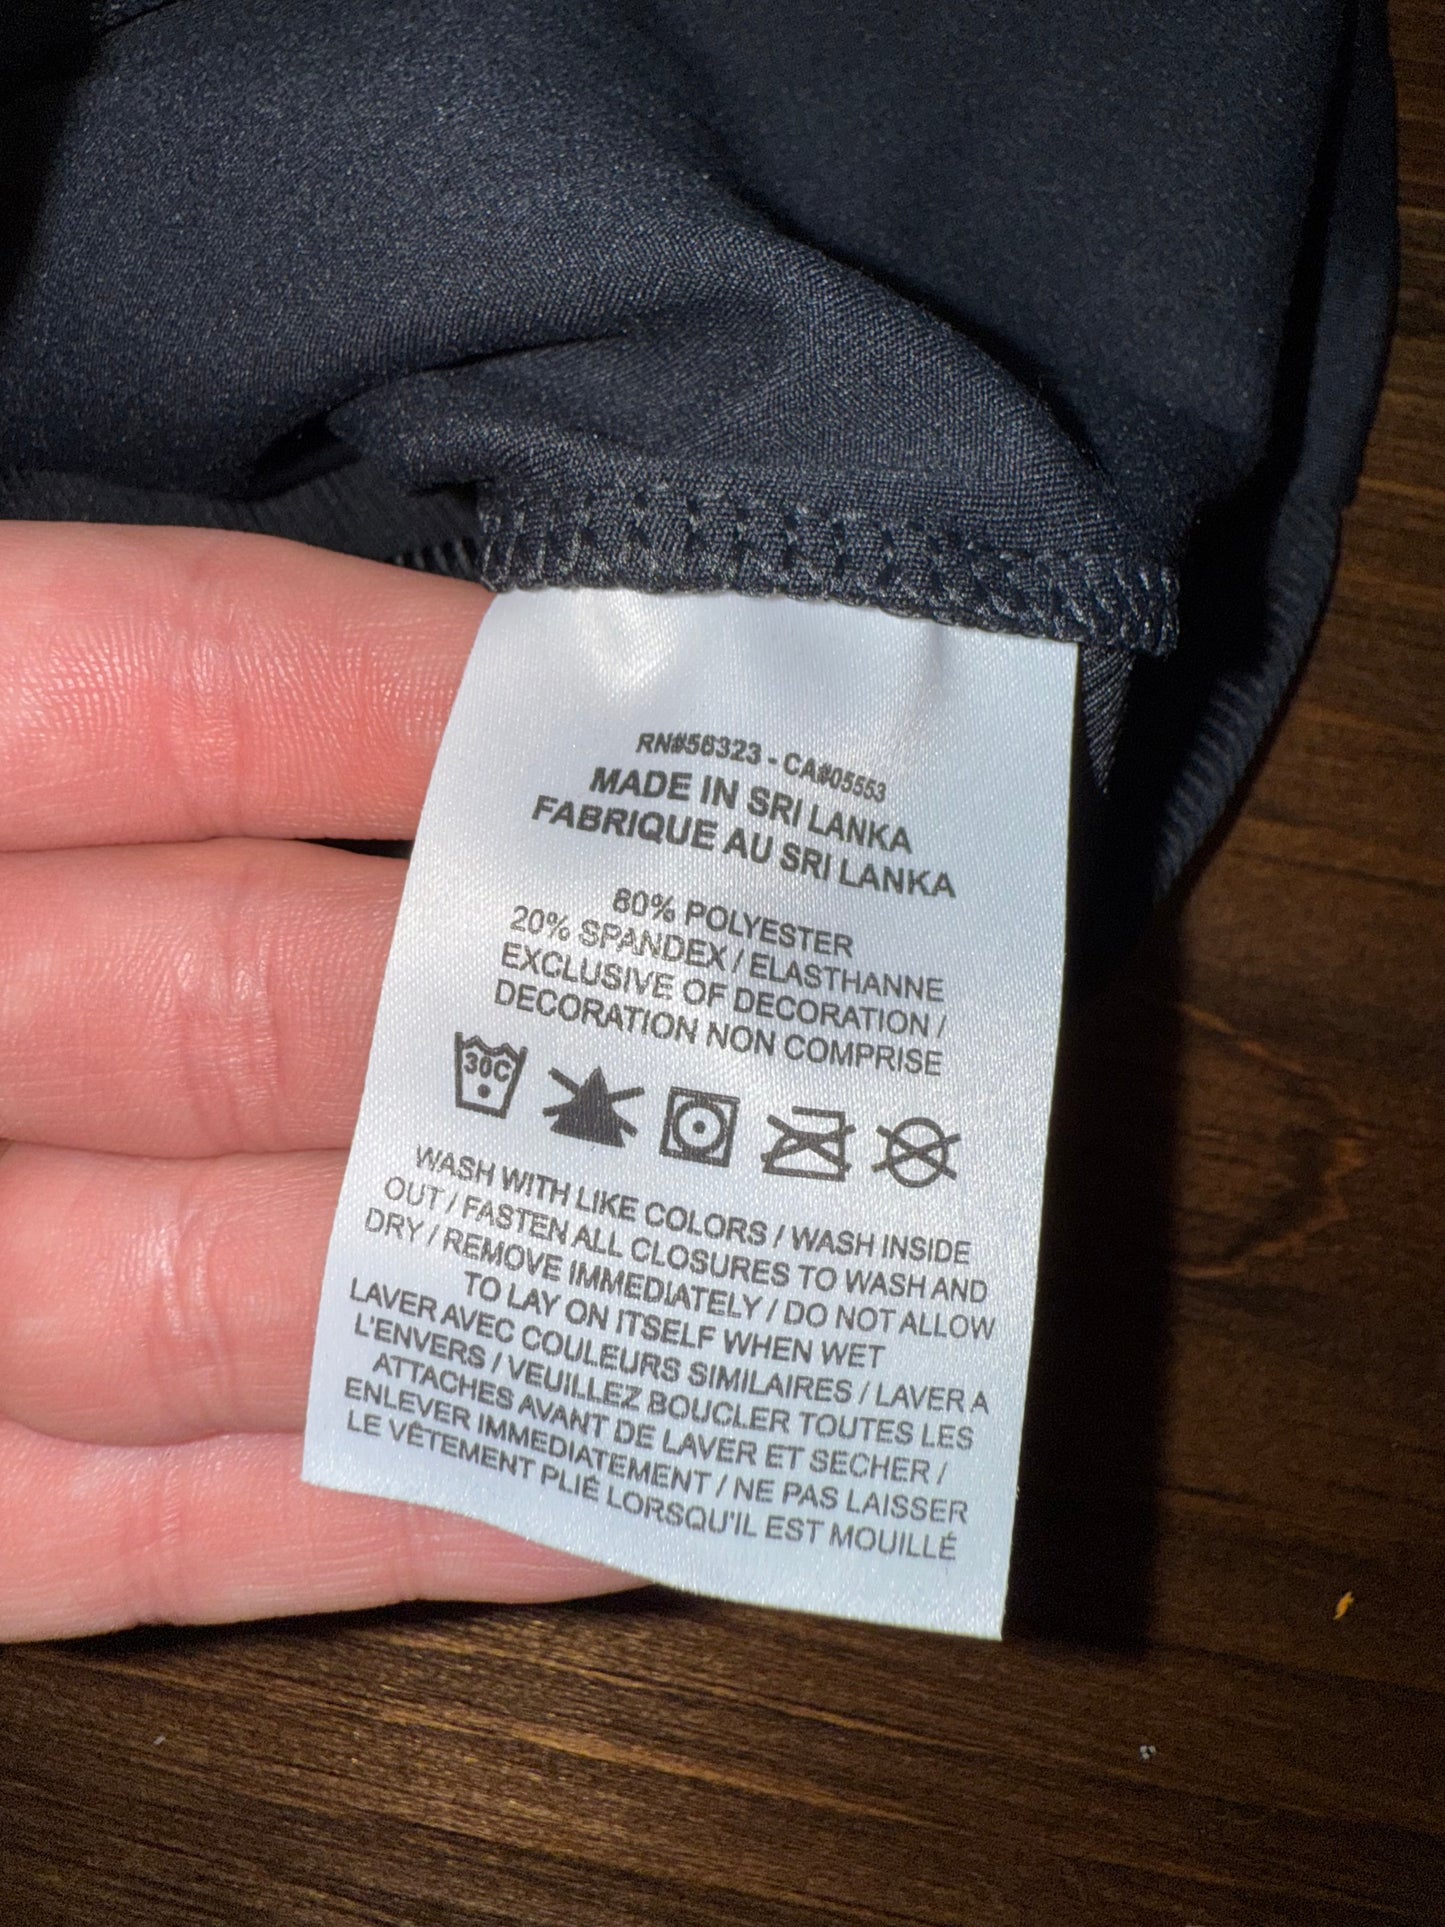 RN#56323 - CA#05553
MADE IN SRI LANKA
FABRIQUE AU SRI LANKA
80% POLYESTER
20% SPANDEX / ELASTHANNE
EXCLUSIVE OF DECORATION /
DECORATION NON COMPRISE
30C
WASH WITH LIKE COLORS / WASH INSIDE
OUT / FASTEN ALL CLOSURES TO WASH AND
DRY / REMOVE IMMEDIATELY / DO NOT ALLOW
TO LAY ON ITSELF WHEN WET
LAVER AVEC COULEURS SIMILAIRES / LAVER A
L'ENVERS / VEUILLEZ BOUCLER TOUTES LES
ATTACHES AVANT DE LAVER ET SECHER /
ENLEVER IMMEDIATEMENT / NE PAS LAISSER
LE VÊTEMENT PLIÉ LORSQU'IL EST MOUILLÉ